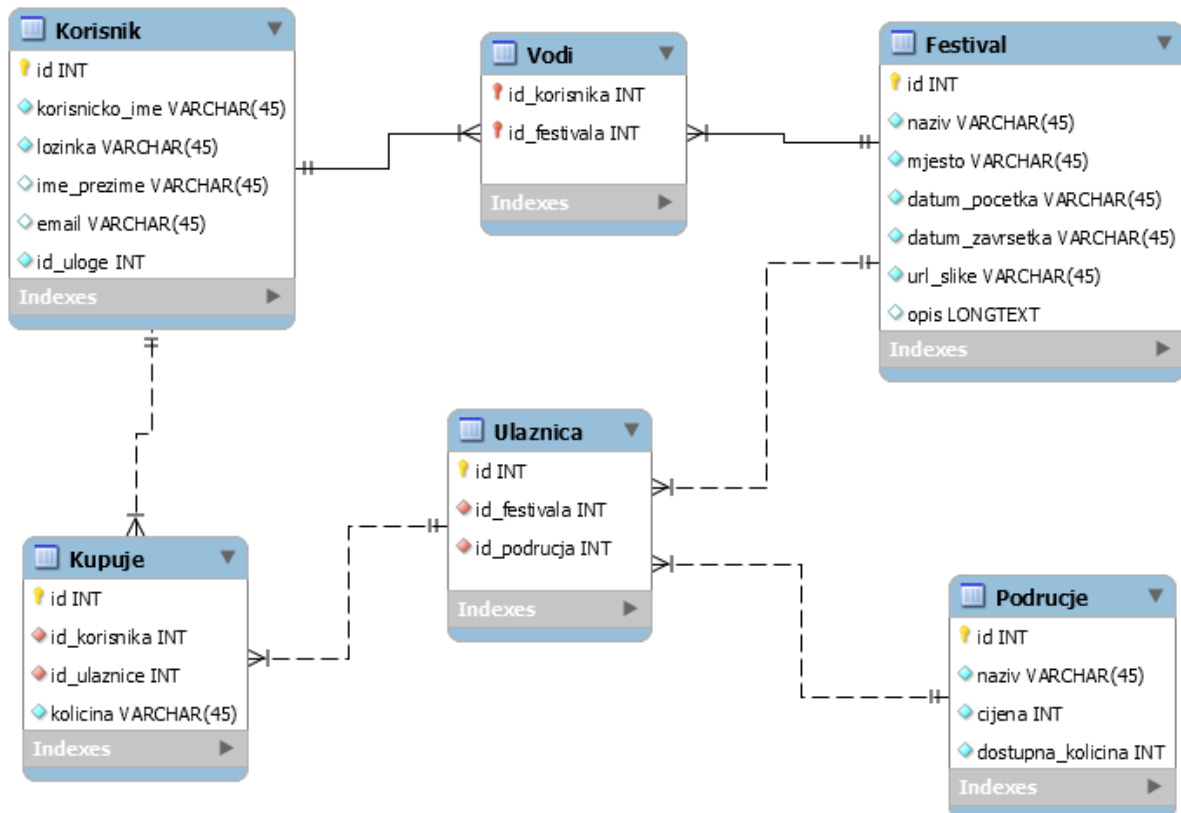 Korisnik
id INT
korisnicko_ime VARCHAR(45)
lozinka VARCHAR(45)
ime_prezime VARCHAR(45)
email VARCHAR(45)
id_uloge INT
Indexes
Vodi
id_korisnika INT
id_festivala INT
Indexes
Festival
id INT
naziv VARCHAR(45)
mjesto VARCHAR(45)
datum_pocetka VARCHAR(45)
datum_zavrsetka VARCHAR(45)
url_slike VARCHAR(45)
opis LONGTEXT
Indexes
Ulaznica
id INT
id_festivala INT
id_podrucja INT
Indexes
Kupuje
id INT
id_korisnika INT
id_ulaznice INT
kolicina VARCHAR(45)
Indexes
Podrucje
id INT
naziv VARCHAR(45)
cijena INT
dostupna_kolicina INT
Indexes